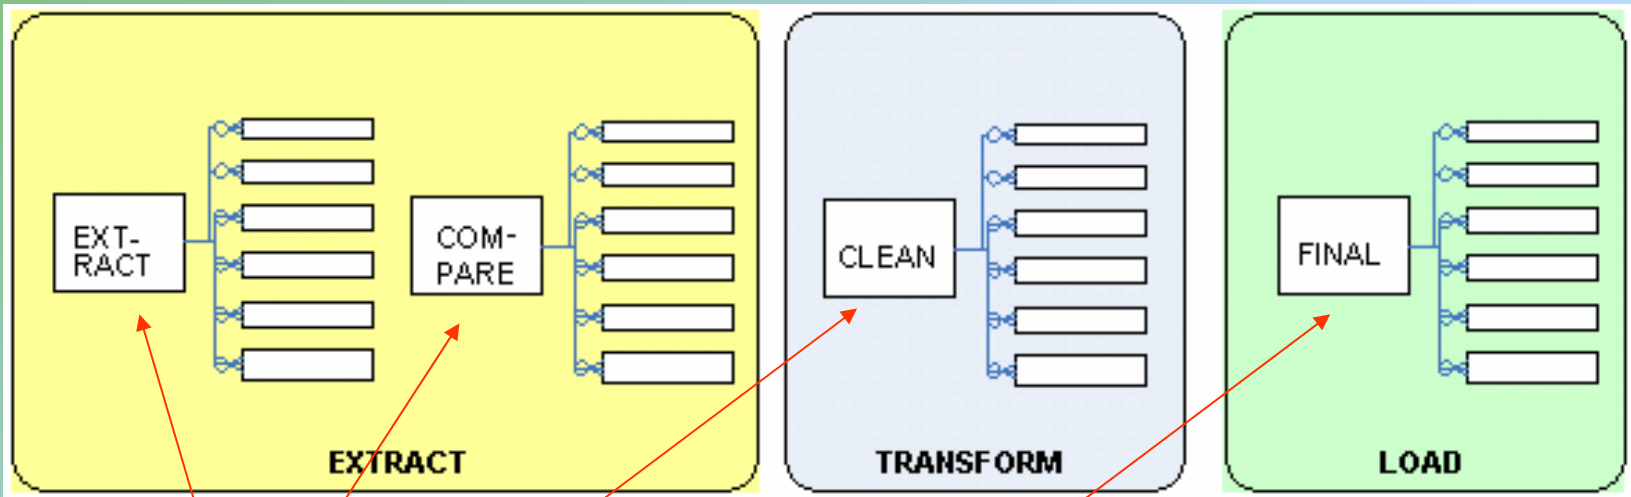 EXT-
RACT
COM-
PARE
EXTRACT
CLEAN
TRANSFORM
FINAL
LOAD